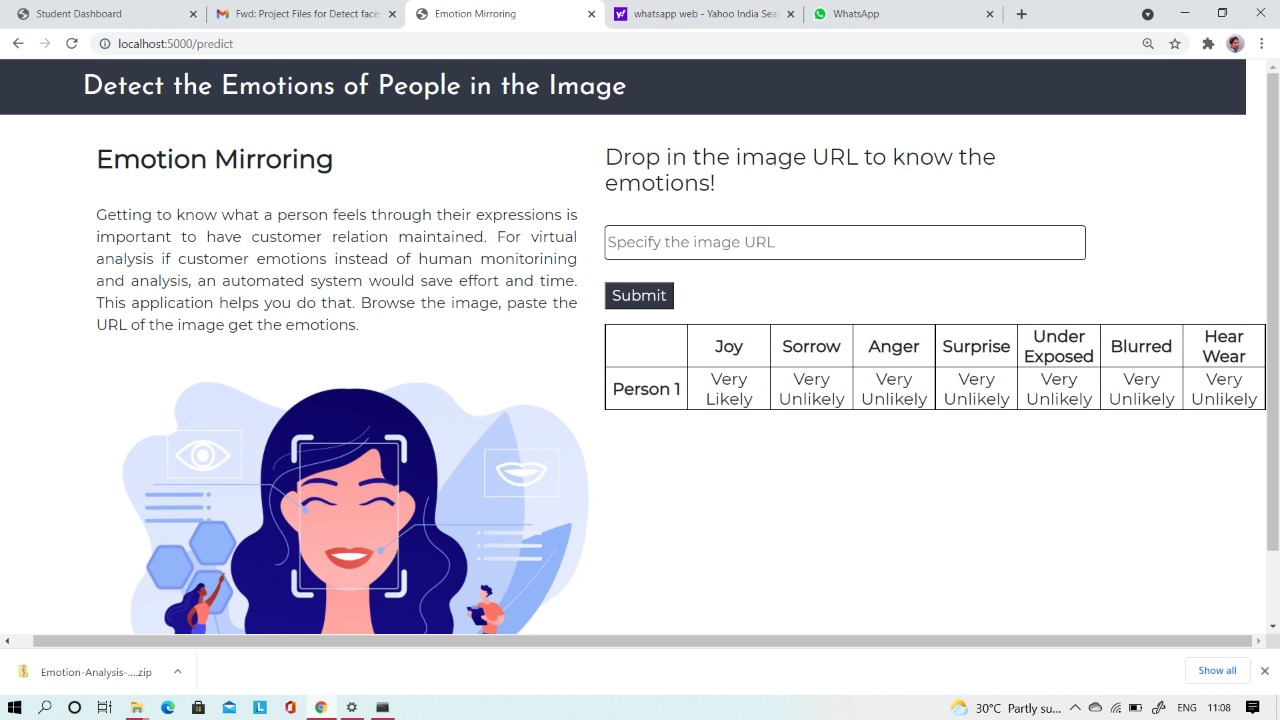 Student Dashboard
Fwd: Project Files for Detect face
Emotion Mirroring
whatsapp web - Yahoo India Sea
WhatsApp
localhost:5000/predict
Detect the Emotions of People in the Image
Emotion Mirroring
Getting to know what a person feels through their expressions is
important to have customer relation maintained. For virtual
analysis if customer emotions instead of human monitorining
and analysis, an automated system would save effort and time.
This application helps you do that. Browse the image, paste the
URL of the image get the emotions.
Drop in the image URL to know the
emotions!
Specify the image URL
Submit
Joy Sorrow Anger Surprise Under Exposed Blurred Hear Wear
Person 1 Very Likely Very Unlikely Very Unlikely Very Unlikely Very Unlikely Very Unlikely Very Unlikely
Emotion-Analysis-....zip
Show all
30°C Partly su...
ENG
11:08